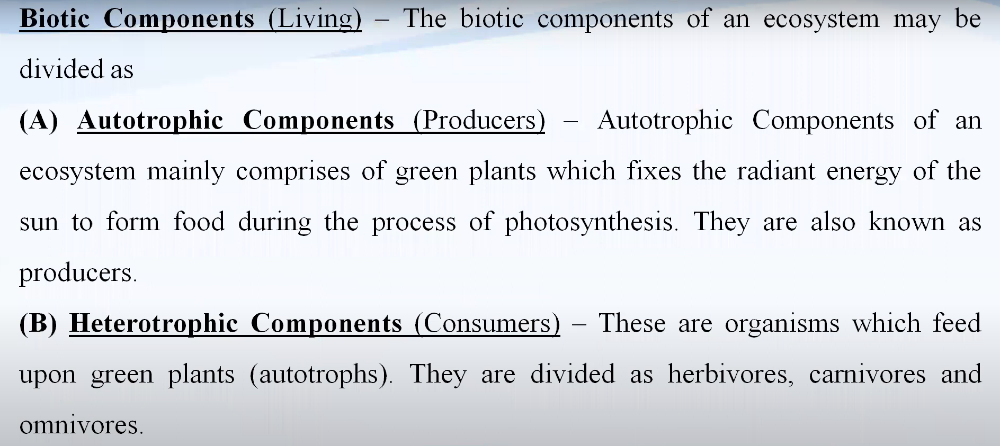 Biotic Components (Living) – The biotic components of an ecosystem may be
divided as
(A) Autotrophic Components (Producers) – Autotrophic Components of an
ecosystem mainly comprises of green plants which fixes the radiant energy of the
sun to form food during the process of photosynthesis. They are also known as
producers.
(B) Heterotrophic Components (Consumers) – These are organisms which feed
upon green plants (autotrophs). They are divided as herbivores, carnivores and
omnivores.